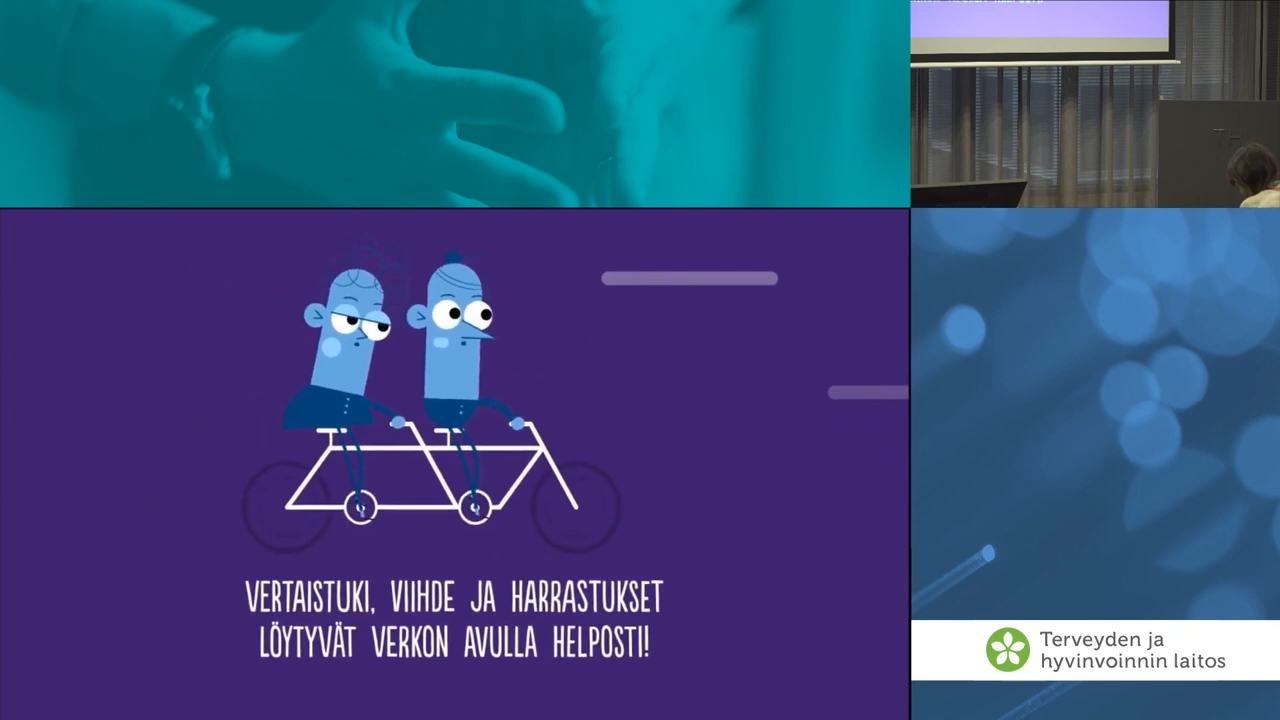 VERTAISTUKI, VIIHDE JA HARRASTUKSET
LÖYTYVÄT VERKON AVULLA HELPOSTI!
Terveyden ja
hyvinvoinnin laitos